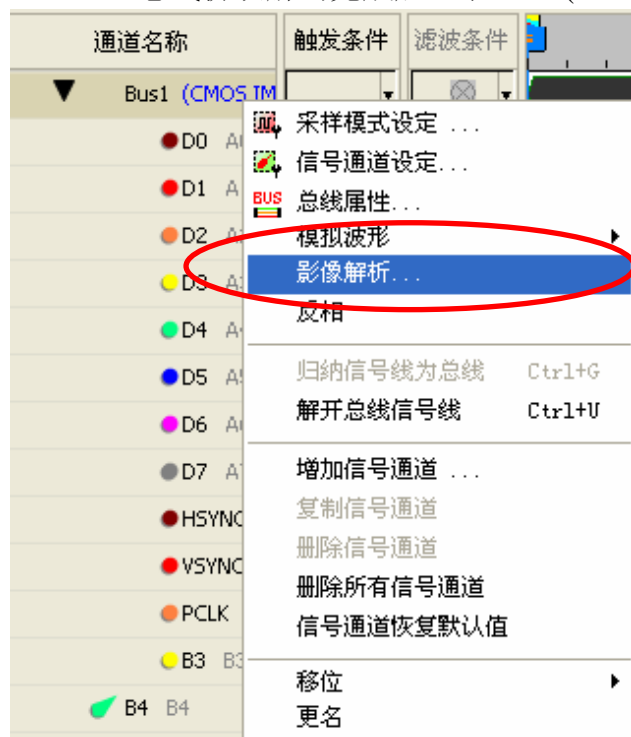 通道名称 触发条件 滤波条件
Bus1 (CMOS IM
D0
D1 A
D2
D3
D4
D5
D6
D7
HSYNC
VSYNC
PCLK
B3 B3
B4 B4
采样模式设定 ...
信号通道设定...
BUS 总线属性...
模拟波形
影像解析...
反相
归纳信号线为总线 Ctrl+G
解开总线信号线 Ctrl+U
增加信号通道 ...
复制信号通道
删除信号通道
删除所有信号通道
信号通道恢复默认值
移位
更名